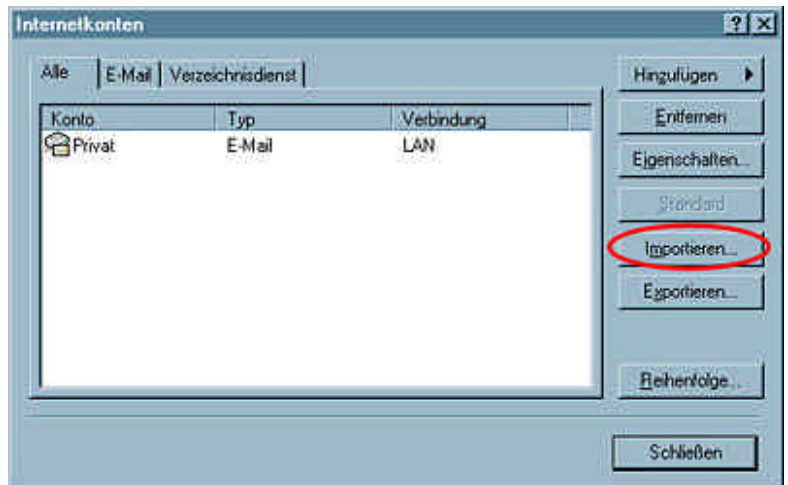 Internetkonten
Alle E-Mail Verzeichnisdienst
Konto Typ Verbindung
Privat E-Mail LAN
Hinzufügen
Entfernen
Eigenschaften...
Standard
Importieren...
Exportieren...
Reihenfolge...
Schließen